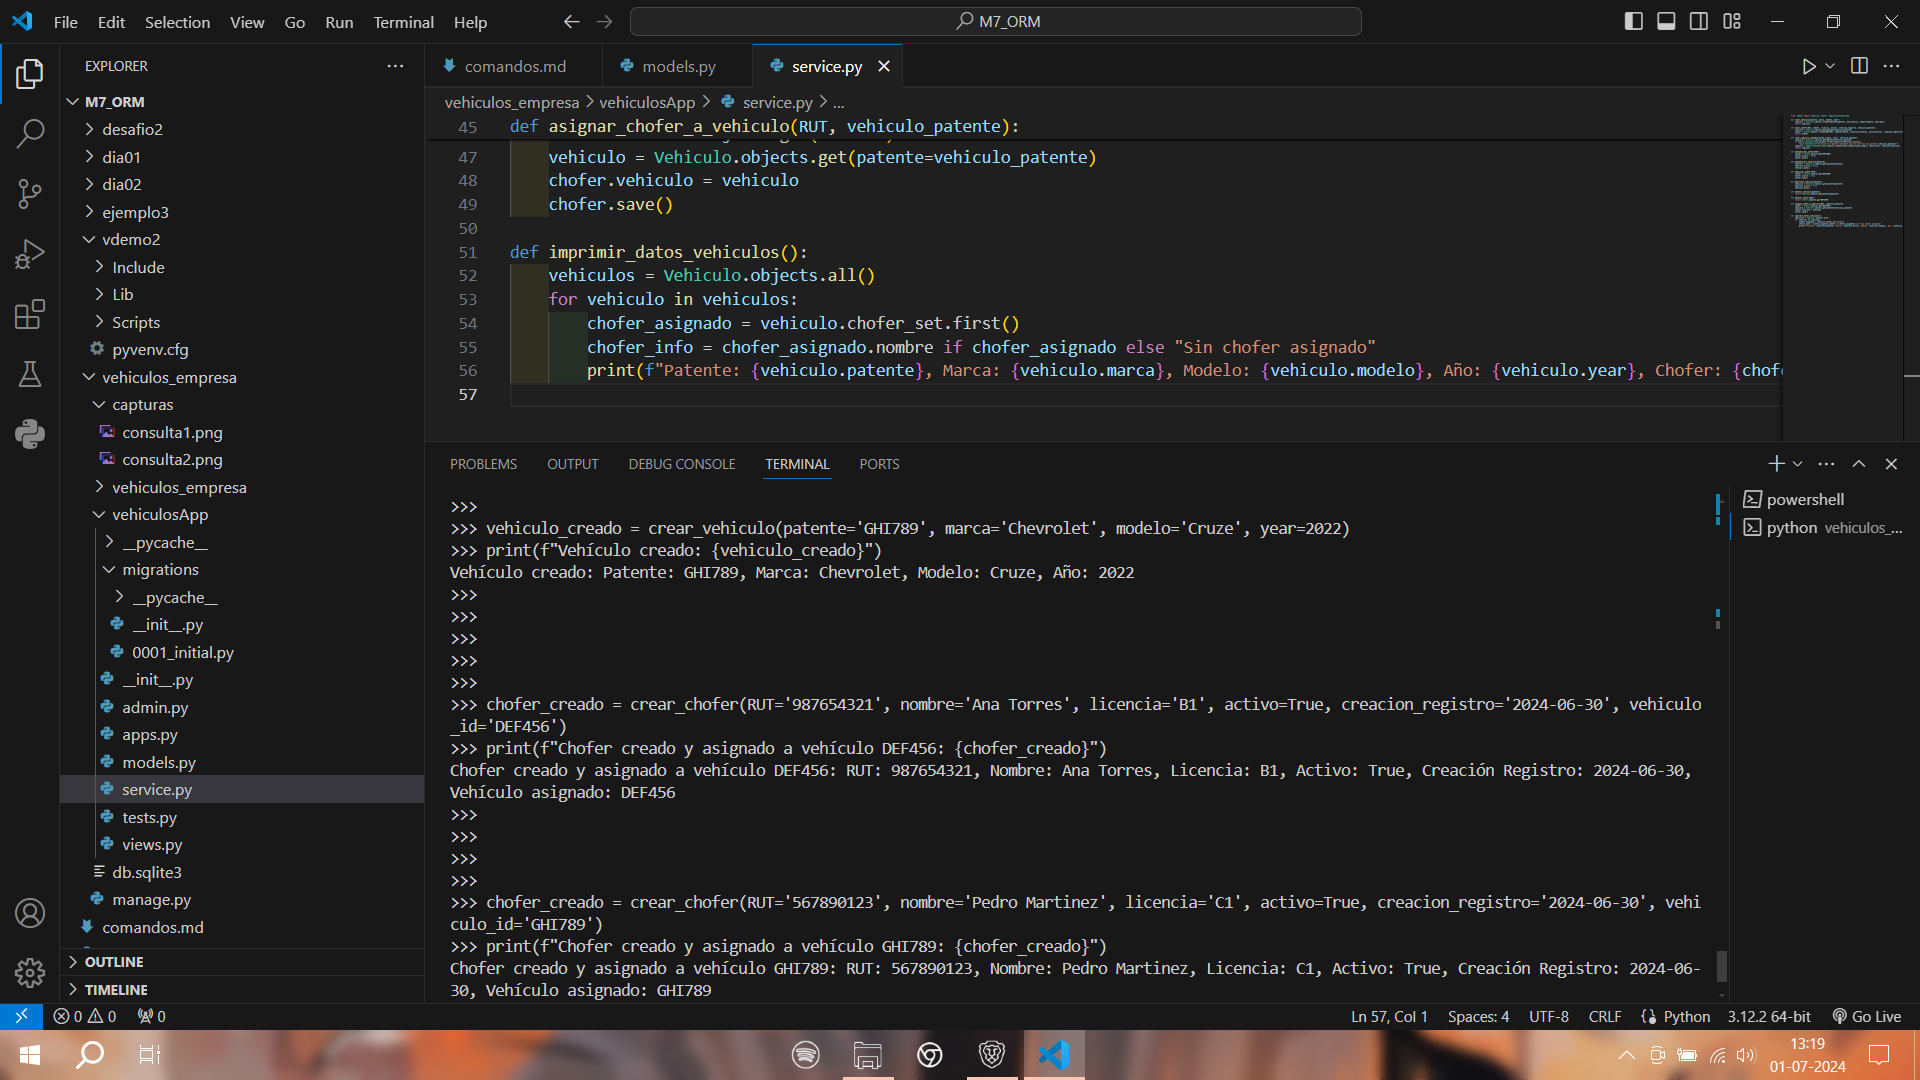 File Edit Selection View Go Run Terminal Help
M7_ORM
EXPLORER
M7_ORM
desafio2
dia01
dia02
ejemplo3
vdemo2
Include
Lib
Scripts
pyvenv.cfg
vehiculos_empresa
capturas
consulta1.png
consulta2.png
vehiculos_empresa
vehiculosApp
__pycache__
migrations
__pycache__
__init__.py
0001_initial.py
__init__.py
admin.py
apps.py
models.py
service.py
tests.py
views.py
db.sqlite3
manage.py
comandos.md
OUTLINE
TIMELINE
comandos.md models.py service.py
vehiculos_empresa > vehiculosApp > service.py > ...
45 def asignar_chofer_a_vehiculo(RUT, vehiculo_patente):
47 vehiculo = Vehiculo.objects.get(patente=vehiculo_patente)
48 chofer.vehiculo = vehiculo
49 chofer.save()
50
51 def imprimir_datos_vehiculos():
52 vehiculos = Vehiculo.objects.all()
53 for vehiculo in vehiculos:
54 chofer_asignado = vehiculo.chofer_set.first()
55 chofer_info = chofer_asignado.nombre if chofer_asignado else "Sin chofer asignado"
56 print(f"Patente: {vehiculo.patente}, Marca: {vehiculo.marca}, Modelo: {vehiculo.modelo}, Año: {vehiculo.year}, Chofer: {chof
57
PROBLEMS OUTPUT DEBUG CONSOLE TERMINAL PORTS
powershell
python vehiculos_...
>>>
>>> vehiculo_creado = crear_vehiculo(patente='GHI789', marca='Chevrolet', modelo='Cruze', year=2022)
>>> print(f"Vehículo creado: {vehiculo_creado}")
Vehículo creado: Patente: GHI789, Marca: Chevrolet, Modelo: Cruze, Año: 2022
>>>
>>>
>>>
>>>
>>>
>>> chofer_creado = crear_chofer(RUT='987654321', nombre='Ana Torres', licencia='B1', activo=True, creacion_registro='2024-06-30', vehiculo
_id='DEF456')
>>> print(f"Chofer creado y asignado a vehículo DEF456: {chofer_creado}")
Chofer creado y asignado a vehículo DEF456: RUT: 987654321, Nombre: Ana Torres, Licencia: B1, Activo: True, Creación Registro: 2024-06-30,
Vehículo asignado: DEF456
>>>
>>>
>>>
>>>
>>> chofer_creado = crear_chofer(RUT='567890123', nombre='Pedro Martinez', licencia='C1', activo=True, creacion_registro='2024-06-30', vehi
culo_id='GHI789')
>>> print(f"Chofer creado y asignado a vehículo GHI789: {chofer_creado}")
Chofer creado y asignado a vehículo GHI789: RUT: 567890123, Nombre: Pedro Martinez, Licencia: C1, Activo: True, Creación Registro: 2024-06-
30, Vehículo asignado: GHI789
0 0 0
Ln 57, Col 1 Spaces: 4 UTF-8 CRLF Python 3.12.2 64-bit Go Live
13:19
01-07-2024